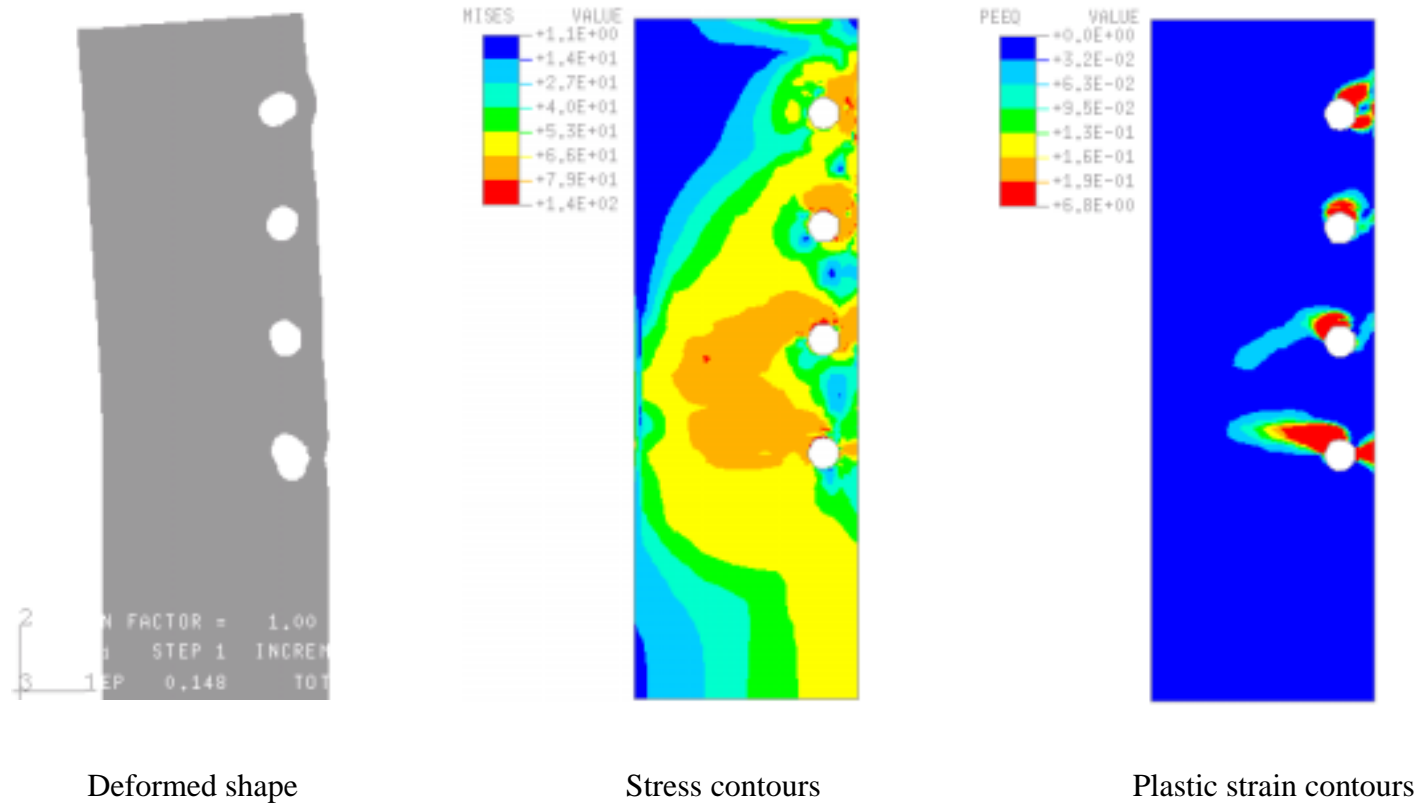 MISES VALUE
+1.1E+00
+1.4E+01
+2.7E+01
+4.0E+01
+5.3E+01
+6.6E+01
+7.9E+01
+1.4E+02
PEEQ VALUE
+0.0E+00
+3.2E-02
+6.3E-02
+9.5E-02
+1.3E-01
+1.6E-01
+1.9E-01
+6.8E+00
2
N FACTOR = 1.00
STEP 1 INCREM
3 1EP 0.148 TOT
Deformed shape
Stress contours
Plastic strain contours